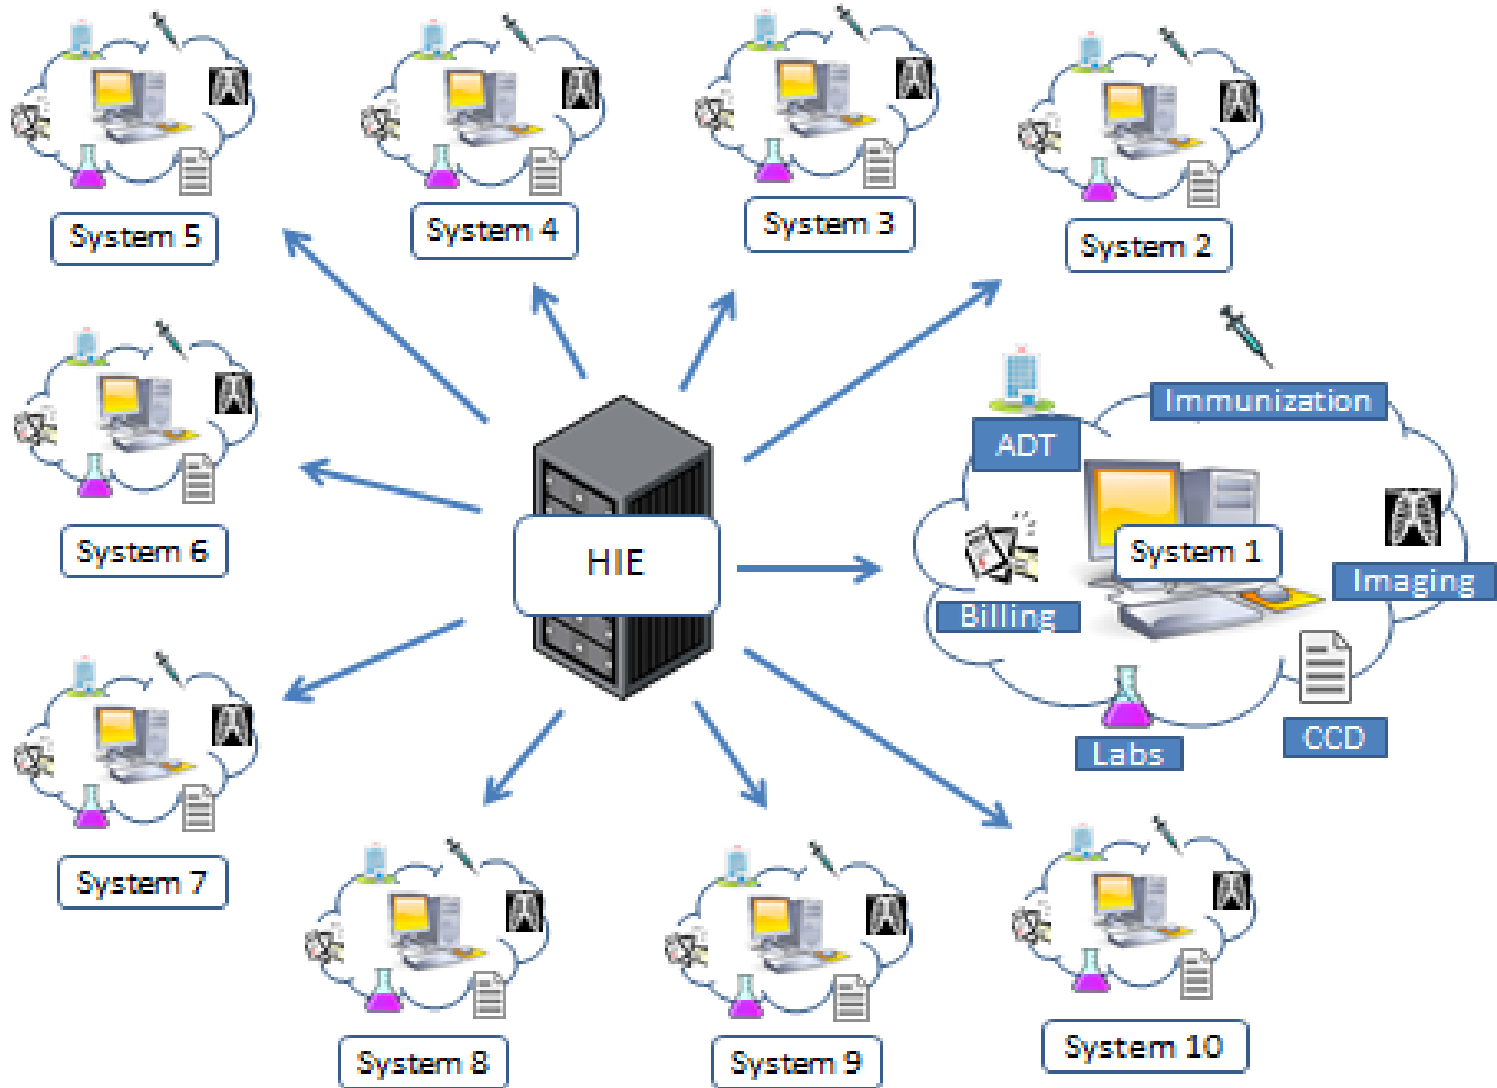 System 5
System 4
System 3
System 2
Immunization
ADT
System 6
HIE
System 1
Imaging
Billing
CCD
Labs
System 7
System 8
System 9
System 10